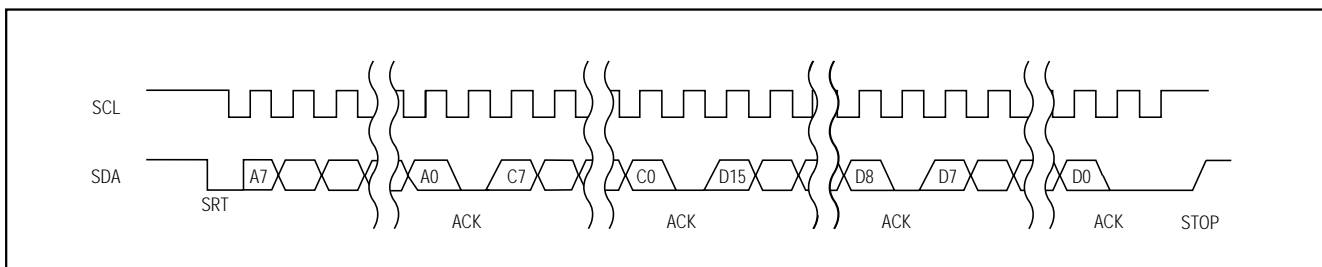 SCL
SDA A7 A0 C7 C0 D15 D8 D7 D0
SRT
ACK ACK ACK ACK STOP